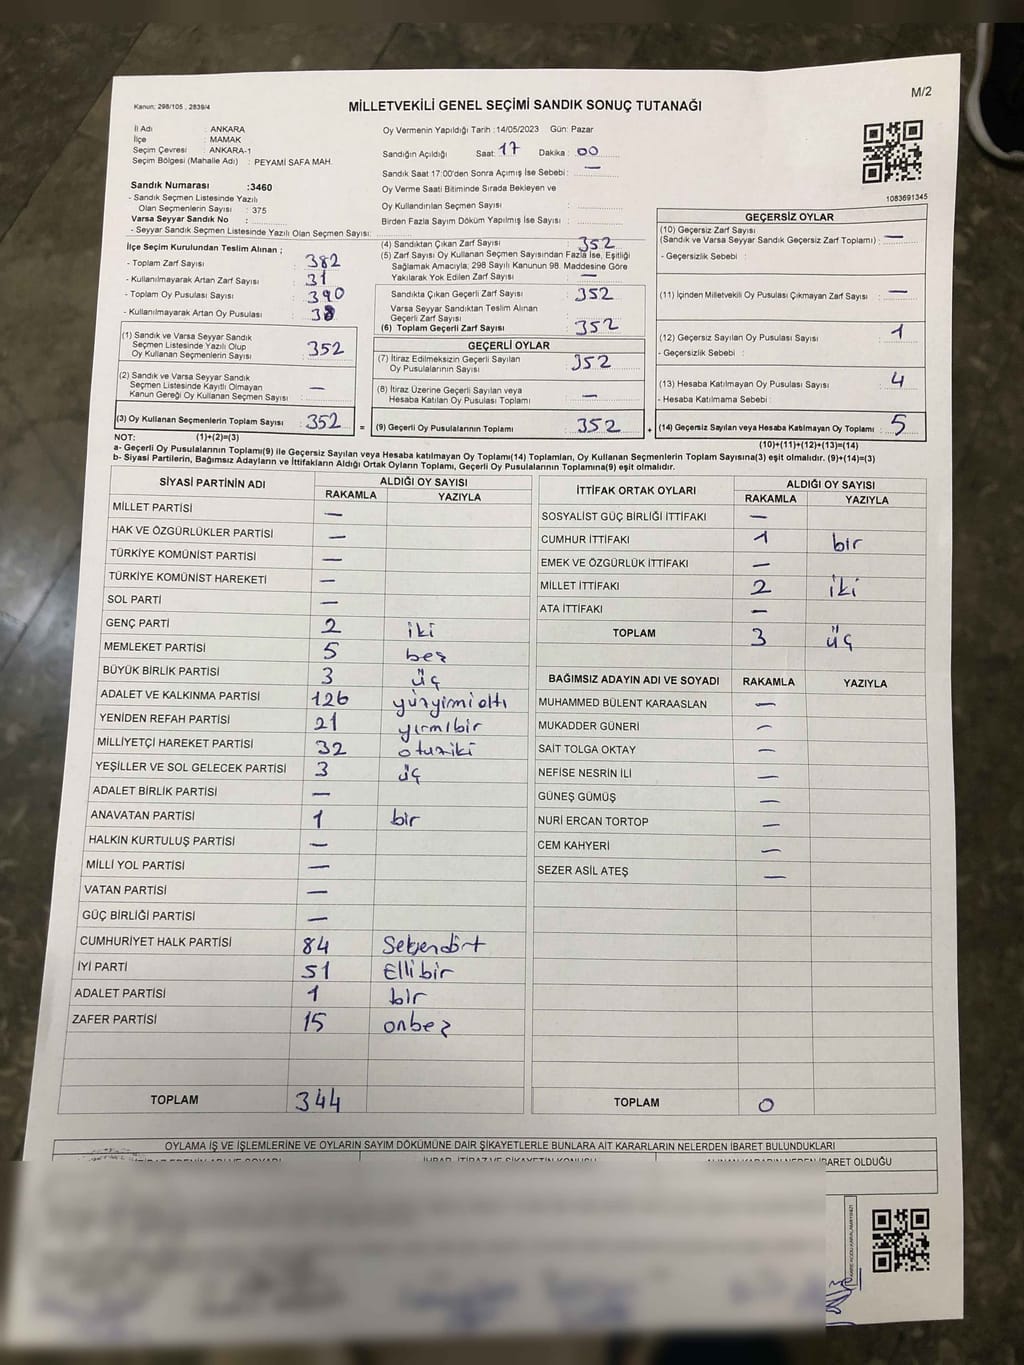 M/2
Kanun; 298/105 , 2839/4
MİLLETVEKİLİ GENEL SEÇİMİ SANDIK SONUÇ TUTANAĞI
1083691345
İl Adı : ANKARA
İlçe : MAMAK
Seçim Çevresi : ANKARA-1
Seçim Bölgesi (Mahalle Adı) : PEYAMİ SAFA MAH.
Sandık Numarası :3460
- Sandık Seçmen Listesinde Yazılı
Olan Seçmenlerin Sayısı : 375
Varsa Seyyar Sandık No :
- Seyyar Sandık Seçmen Listesinde Yazılı Olan Seçmen Sayısı:
Oy Vermenin Yapıldığı Tarih :14/05/2023 Gün: Pazar
Sandığın Açıldığı Saat: 17 Dakika : 00
Sandık Saat 17:00'den Sonra Açımış İse Sebebi : —
Oy Verme Saati Bitiminde Sırada Bekleyen ve
Oy Kullandırılan Seçmen Sayısı :
Birden Fazla Sayım Döküm Yapılmış İse Sayısı :
İlçe Seçim Kurulundan Teslim Alınan ;
- Toplam Zarf Sayısı : 382
- Kullanılmayarak Artan Zarf Sayısı : 31
- Toplam Oy Pusulası Sayısı : 390
- Kullanılmayarak Artan Oy Pusulası : 38
(1) Sandık ve Varsa Seyyar Sandık
Seçmen Listesinde Yazılı Olup
Oy Kullanan Seçmenlerin Sayısı : 352
(2) Sandık ve Varsa Seyyar Sandık
Seçmen Listesinde Kayıtlı Olmayan
Kanun Gereği Oy Kullanan Seçmen Sayısı : —
(3) Oy Kullanan Seçmenlerin Toplam Sayısı : 352 =
(4) Sandıktan Çıkan Zarf Sayısı : 352
(5) Zarf Sayısı Oy Kullanan Seçmen Sayısından Fazla İse, Eşitliği
Sağlamak Amacıyla; 298 Sayılı Kanunun 98. Maddesine Göre
Yakılarak Yok Edilen Zarf Sayısı : —
Sandıkta Çıkan Geçerli Zarf Sayısı : 352
Varsa Seyyar Sandıktan Teslim Alınan
Geçerli Zarf Sayısı :
(6) Toplam Geçerli Zarf Sayısı : 352
GEÇERLİ OYLAR
(7) İtiraz Edilmeksizin Geçerli Sayılan
Oy Pusulalarının Sayısı : 352
(8) İtiraz Üzerine Geçerli Sayılan veya
Hesaba Katılan Oy Pusulası Toplamı : —
(9) Geçerli Oy Pusulalarının Toplamı : 352 +
GEÇERSİZ OYLAR
(10) Geçersiz Zarf Sayısı
(Sandık ve Varsa Seyyar Sandık Geçersiz Zarf Toplamı) : —
- Geçersizlik Sebebi :
(11) İçinden Milletvekili Oy Pusulası Çıkmayan Zarf Sayısı : —
(12) Geçersiz Sayılan Oy Pusulası Sayısı : 1
- Geçersizlik Sebebi :
(13) Hesaba Katılmayan Oy Pusulası Sayısı : 4
- Hesaba Katılmama Sebebi :
(14) Geçersiz Sayılan veya Hesaba Katılmayan Oy Toplamı : 5
NOT: (1)+(2)=(3)
(10)+(11)+(12)+(13)=(14)
a- Geçerli Oy Pusulalarının Toplamı(9) ile Geçersiz Sayılan veya Hesaba katılmayan Oy Toplamı(14) Toplamları, Oy Kullanan Seçmenlerin Toplam Sayısına(3) eşit olmalıdır. (9)+(14)=(3)
b- Siyasi Partilerin, Bağımsız Adayların ve İttifakların Aldığı Ortak Oyların Toplamı, Geçerli Oy Pusulalarının Toplamına(9) eşit olmalıdır.
SİYASİ PARTİNİN ADI ALDIĞI OY SAYISI
RAKAMLA YAZIYLA
MİLLET PARTİSİ —
HAK VE ÖZGÜRLÜKLER PARTİSİ —
TÜRKİYE KOMÜNİST PARTİSİ —
TÜRKİYE KOMÜNİST HAREKETİ —
SOL PARTİ —
GENÇ PARTİ 2 iki
MEMLEKET PARTİSİ 5 beş
BÜYÜK BİRLİK PARTİSİ 3 üç
ADALET VE KALKINMA PARTİSİ 126 yüzyirmialtı
YENİDEN REFAH PARTİSİ 21 yirmibir
MİLLİYETÇİ HAREKET PARTİSİ 32 otuziki
YEŞİLLER VE SOL GELECEK PARTİSİ 3 üç
ADALET BİRLİK PARTİSİ —
ANAVATAN PARTİSİ 1 bir
HALKIN KURTULUŞ PARTİSİ —
MİLLİ YOL PARTİSİ —
VATAN PARTİSİ —
GÜÇ BİRLİĞİ PARTİSİ —
CUMHURİYET HALK PARTİSİ 84 Seksendört
İYİ PARTİ 51 Ellibir
ADALET PARTİSİ 1 bir
ZAFER PARTİSİ 15 onbeş
TOPLAM 344
İTTİFAK ORTAK OYLARI ALDIĞI OY SAYISI
RAKAMLA YAZIYLA
SOSYALİST GÜÇ BİRLİĞİ İTTİFAKI —
CUMHUR İTTİFAKI 1 bir
EMEK VE ÖZGÜRLÜK İTTİFAKI —
MİLLET İTTİFAKI 2 iki
ATA İTTİFAKI —
TOPLAM 3 üç
BAĞIMSIZ ADAYIN ADI VE SOYADI RAKAMLA YAZIYLA
MUHAMMED BÜLENT KARAASLAN —
MUKADDER GÜNERİ —
SAİT TOLGA OKTAY —
NEFİSE NESRİN İLİ —
GÜNEŞ GÜMÜŞ —
NURİ ERCAN TORTOP —
CEM KAHYERİ —
SEZER ASİL ATEŞ —
TOPLAM 0
OYLAMA İŞ VE İŞLEMLERİNE VE OYLARIN SAYIM DÖKÜMÜNE DAİR ŞİKAYETLERLE BUNLARA AİT KARARLARIN NELERDEN İBARET BULUNDUKLARI
İHBAR, İTİRAZ VE ŞİKAYETİN KONUSU ALINAN KARARIN NEDEN İBARET OLDUĞU